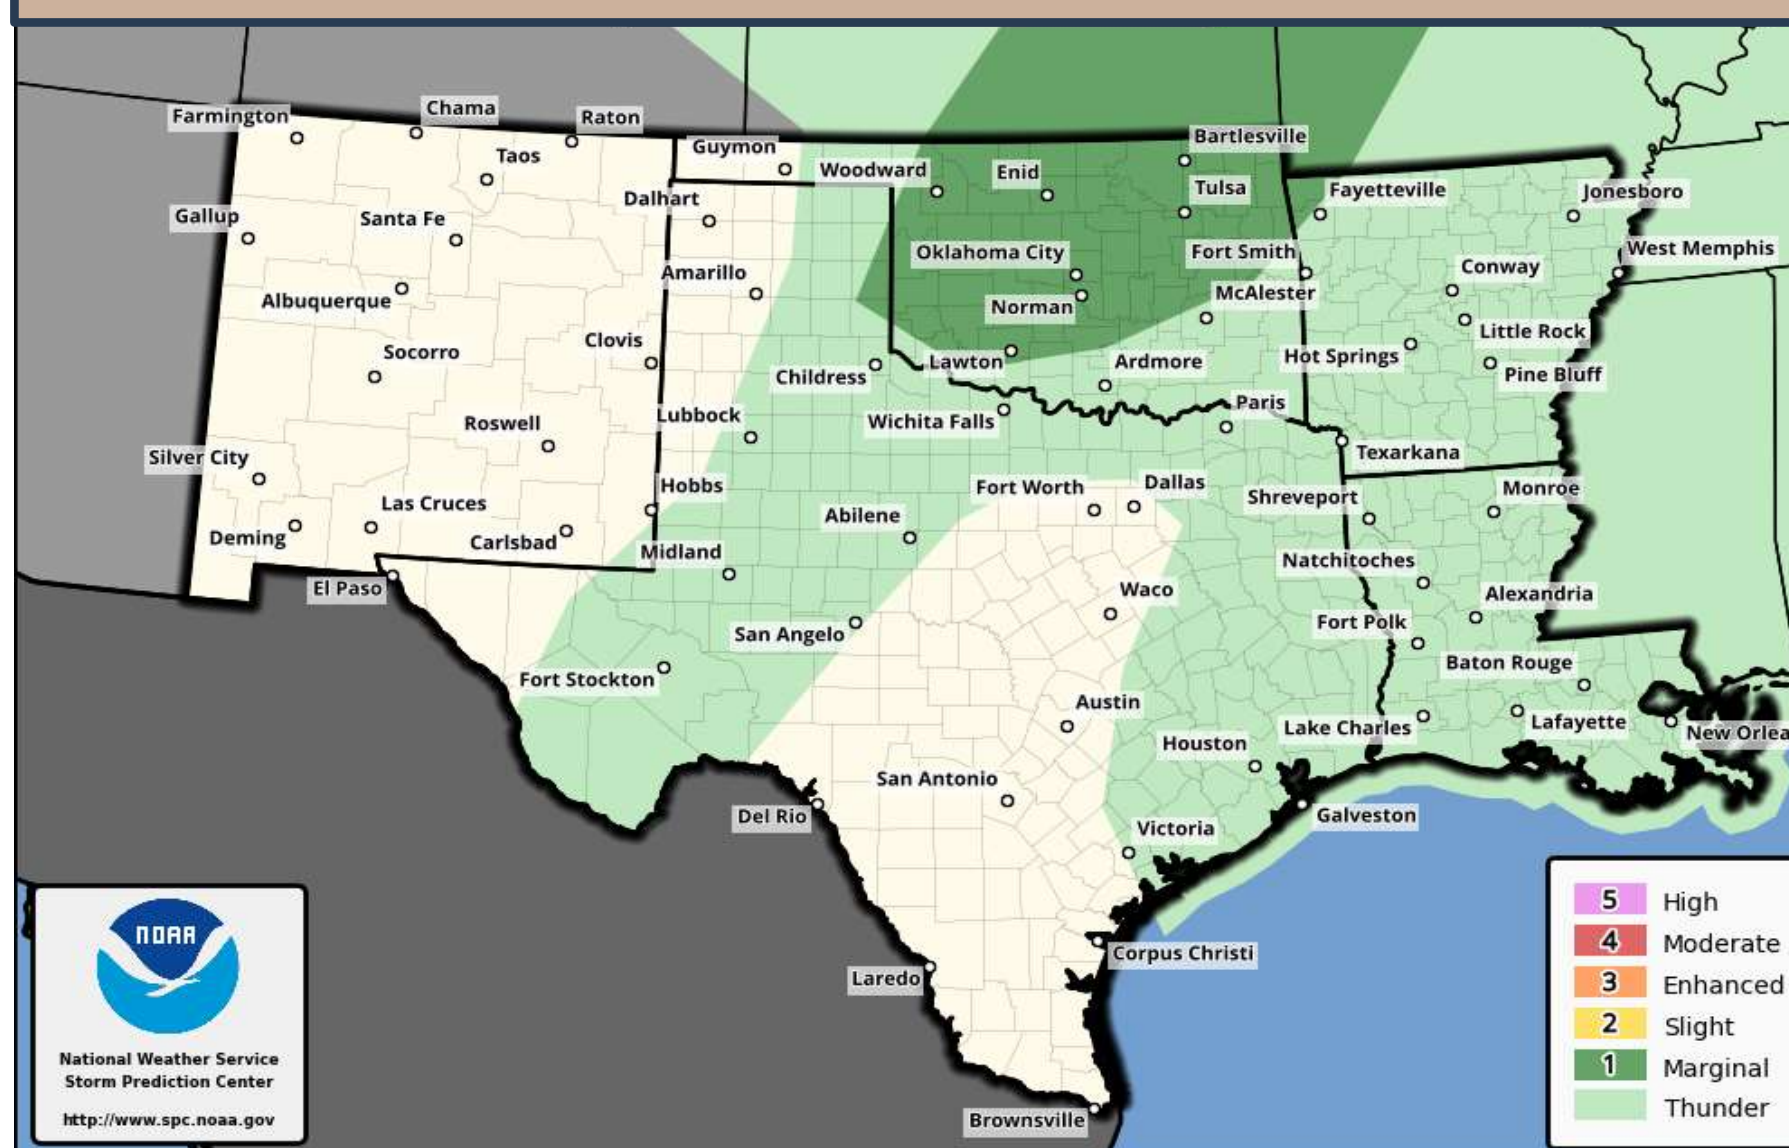 Farmington
Chama
Raton
Taos
Guymon
Bartlesville
Woodward
Enid
Tulsa
Fayetteville
Jonesboro
Dalhart
Gallup
Santa Fe
Oklahoma City
Fort Smith
West Memphis
Amarillo
Conway
Albuquerque
Norman
McAlester
Little Rock
Clovis
Socorro
Childress
Lawton
Ardmore
Hot Springs
Pine Bluff
Lubbock
Wichita Falls
Paris
Roswell
Silver City
Texarkana
Hobbs
Fort Worth
Dallas
Shreveport
Monroe
Las Cruces
Abilene
Deming
Carlsbad
Midland
Natchitoches
El Paso
Waco
Alexandria
San Angelo
Fort Polk
Fort Stockton
Baton Rouge
Austin
Houston
Lake Charles
Lafayette
New Orlea
San Antonio
Del Rio
Galveston
Victoria
Corpus Christi
Laredo
Brownsville
NOAA
National Weather Service
Storm Prediction Center
http://www.spc.noaa.gov
5 High
4 Moderate
3 Enhanced
2 Slight
1 Marginal
Thunder